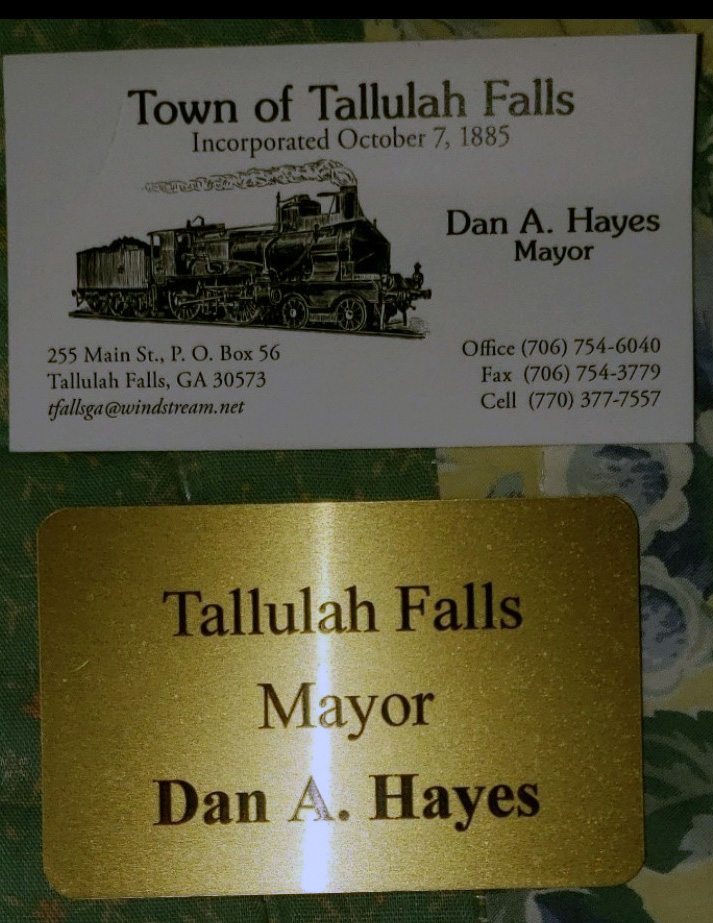 Town of Tallulah Falls
Incorporated October 7, 1885
Dan A. Hayes
Mayor
255 Main St., P. O. Box 56
Tallulah Falls, GA 30573
tfallsga@windstream.net
Office (706) 754-6040
Fax (706) 754-3779
Cell (770) 377-7557
Tallulah Falls
Mayor
Dan A. Hayes